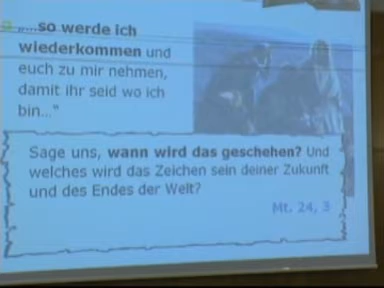 „....so werde ich
wiederkommen und
euch zu mir nehmen,
damit ihr seid wo ich
bin..."
Sage uns, wann wird das geschehen? Und
welches wird das Zeichen sein deiner Zukunft
und des Endes der Welt?
Mt. 24, 3